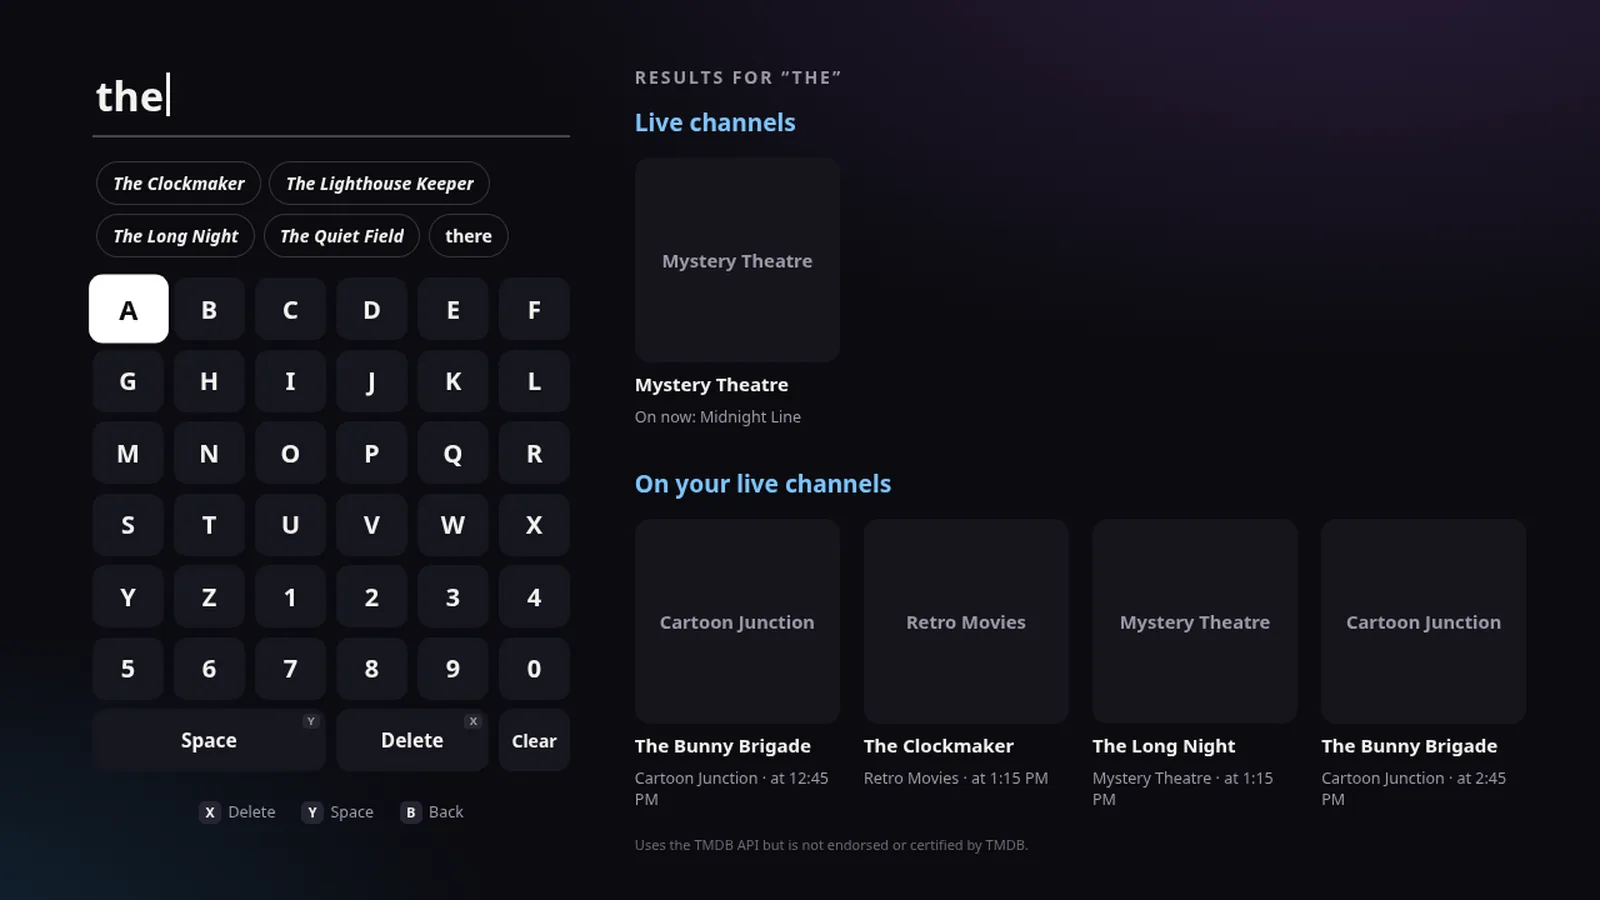 the
The Clockmaker
The Lighthouse Keeper
The Long Night
The Quiet Field
there
A B C D E F
G H I J K L
M N O P Q R
S T U V W X
Y Z 1 2 3 4
5 6 7 8 9 0
Space Y
Delete X
Clear
X Delete Y Space B Back
RESULTS FOR “THE”
Live channels
Mystery Theatre
Mystery Theatre
On now: Midnight Line
On your live channels
Cartoon Junction
The Bunny Brigade
Cartoon Junction · at 12:45
PM
Retro Movies
The Clockmaker
Retro Movies · at 1:15 PM
Mystery Theatre
The Long Night
Mystery Theatre · at 1:15
PM
Cartoon Junction
The Bunny Brigade
Cartoon Junction · at 2:45
PM
Uses the TMDB API but is not endorsed or certified by TMDB.